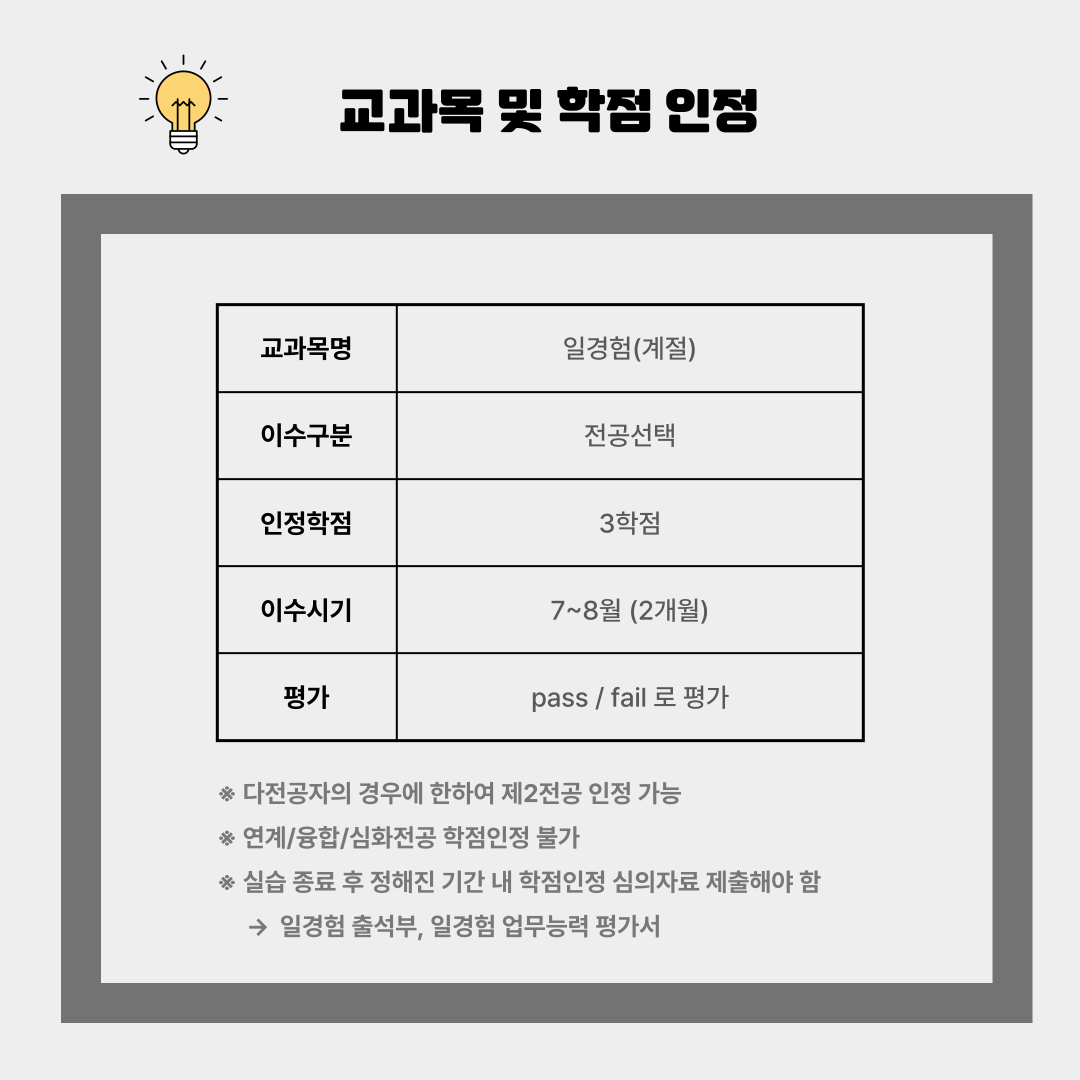 교과목 및 학점 인정
교과목명 일경험(계절)
이수구분 전공선택
인정학점 3학점
이수시기 7~8월 (2개월)
평가 pass / fail 로 평가
※ 다전공자의 경우에 한하여 제2전공 인정 가능
※ 연계/융합/심화전공 학점인정 불가
※ 실습 종료 후 정해진 기간 내 학점인정 심의자료 제출해야 함
→ 일경험 출석부, 일경험 업무능력 평가서